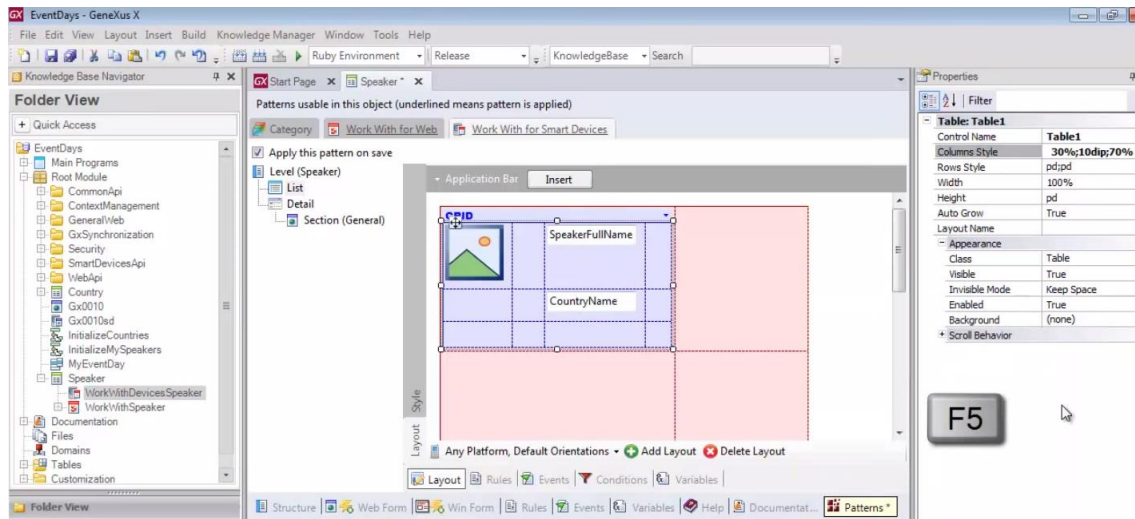 EventDays - GeneXus X
File Edit View Layout Insert Build Knowledge Manager Window Tools Help
Ruby Environment Release KnowledgeBase Search
Knowledge Base Navigator
Folder View
+ Quick Access
EventDays
Main Programs
Root Module
CommonApi
ContextManagement
GeneralWeb
GxSynchronization
Security
SmartDevicesApi
WebApi
Country
Gx0010
Gx0010sd
InitializeCountries
InitializeMySpeakers
MyEventDay
Speaker
WorkWithDevicesSpeaker
WorkWithSpeaker
Documentation
Files
Domains
Tables
Customization
Folder View
Start Page Speaker *
Patterns usable in this object (underlined means pattern is applied)
Category Work With for Web Work With for Smart Devices
Apply this pattern on save
Level (Speaker)
List
Detail
Section (General)
Application Bar Insert
SpeakerFullName
CountryName
Style
Layout
Any Platform, Default Orientations Add Layout Delete Layout
Layout Rules Events Conditions Variables
Structure Web Form Win Form Rules Events Variables Help Documentat... Patterns *
Properties
Filter
Table: Table1
Control Name Table1
Columns Style 30%;10dip;70%
Rows Style pd;pd
Width 100%
Height pd
Auto Grow True
Layout Name
Appearance
Class Table
Visible True
Invisible Mode Keep Space
Enabled True
Background (none)
Scroll Behavior
F5